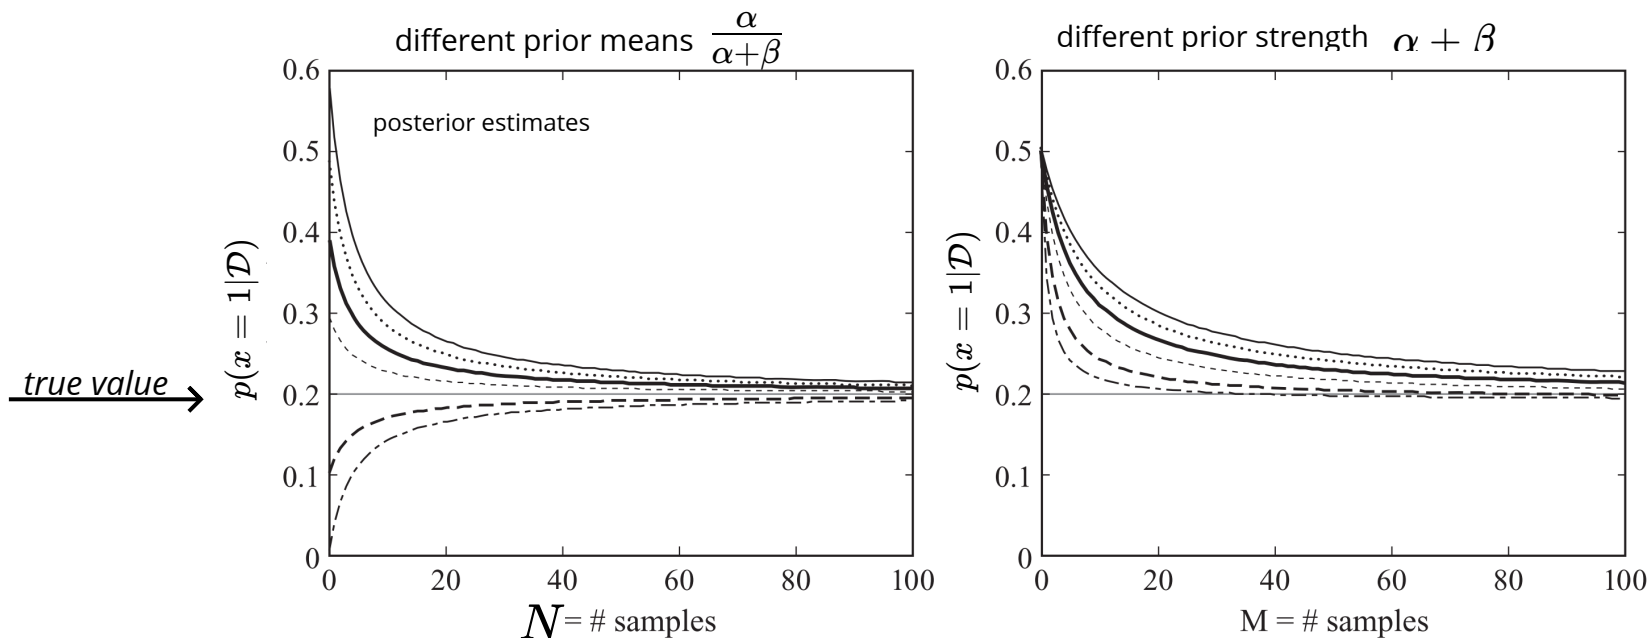 different prior means α/(α+β)
different prior strength α + β
posterior estimates
0.6
0.5
0.4
0.3
0.2
0.1
0
p(x = 1|𝒟)
true value
0 20 40 60 80 100
N = # samples
0.6
0.5
0.4
0.3
0.2
0.1
0
p(x = 1|𝒟)
0 20 40 60 80 100
M = # samples